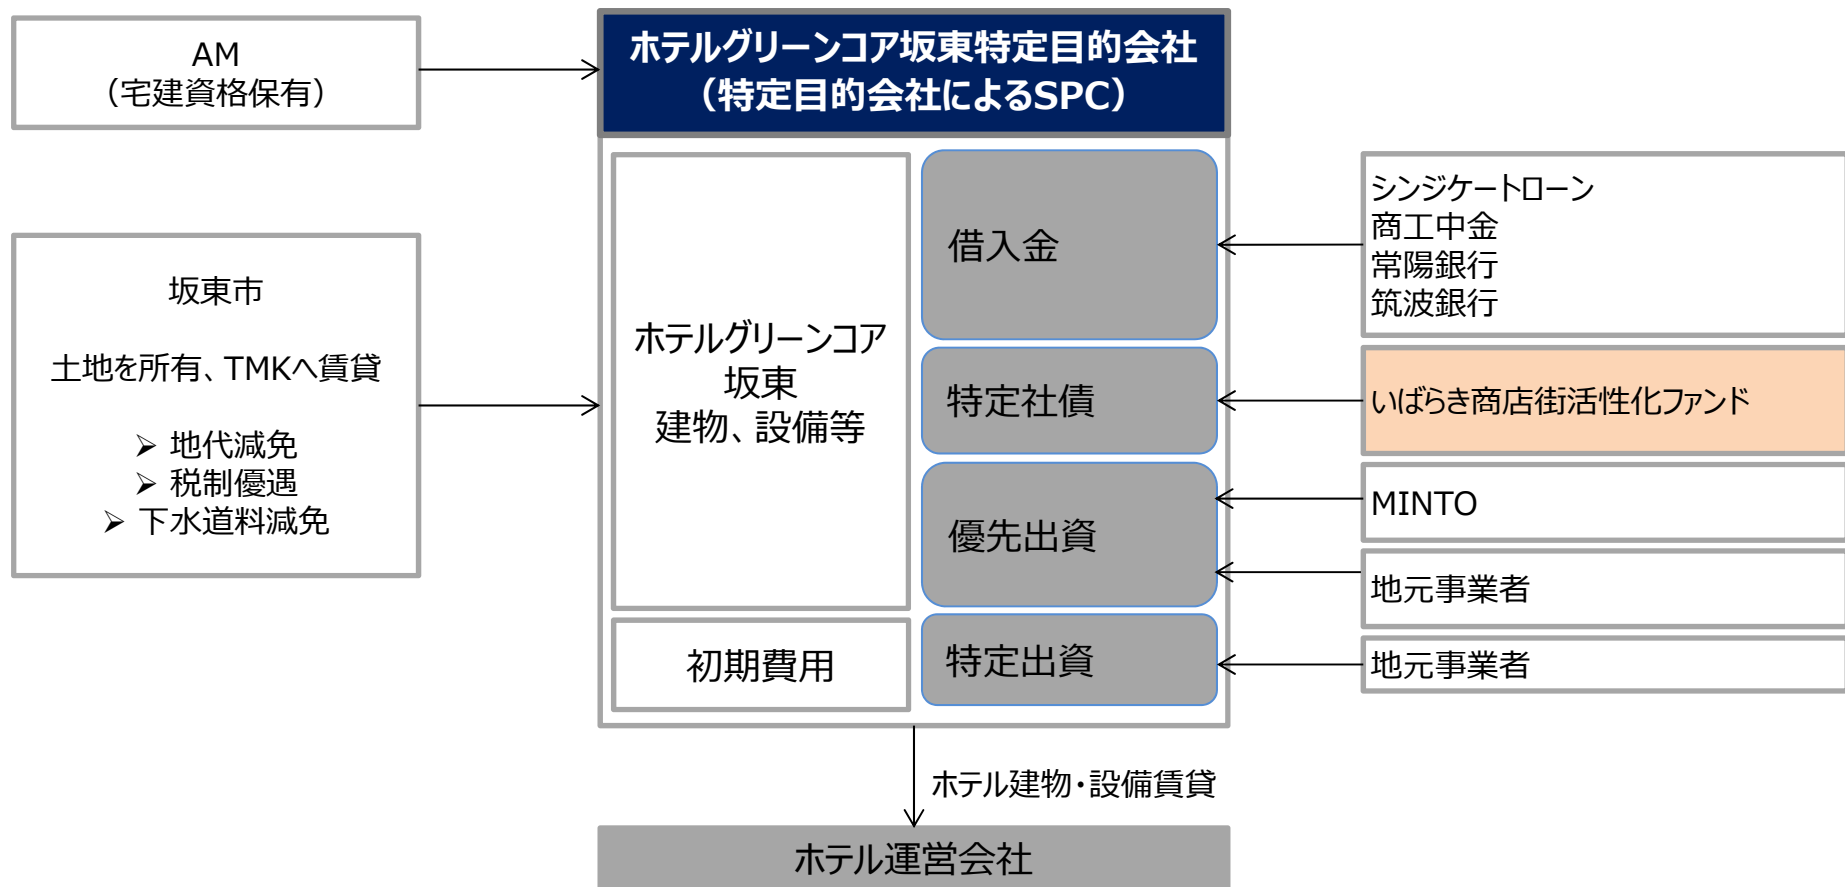 AM
（宅建資格保有）
ホテルグリーンコア坂東特定目的会社
（特定目的会社によるSPC）
坂東市
土地を所有、TMKへ賃貸
➢ 地代減免
➢ 税制優遇
➢ 下水道料減免
ホテルグリーンコア
坂東
建物、設備等
初期費用
借入金
特定社債
優先出資
特定出資
シンジケートローン
商工中金
常陽銀行
筑波銀行
いばらき商店街活性化ファンド
MINTO
地元事業者
地元事業者
ホテル建物・設備賃貸
ホテル運営会社